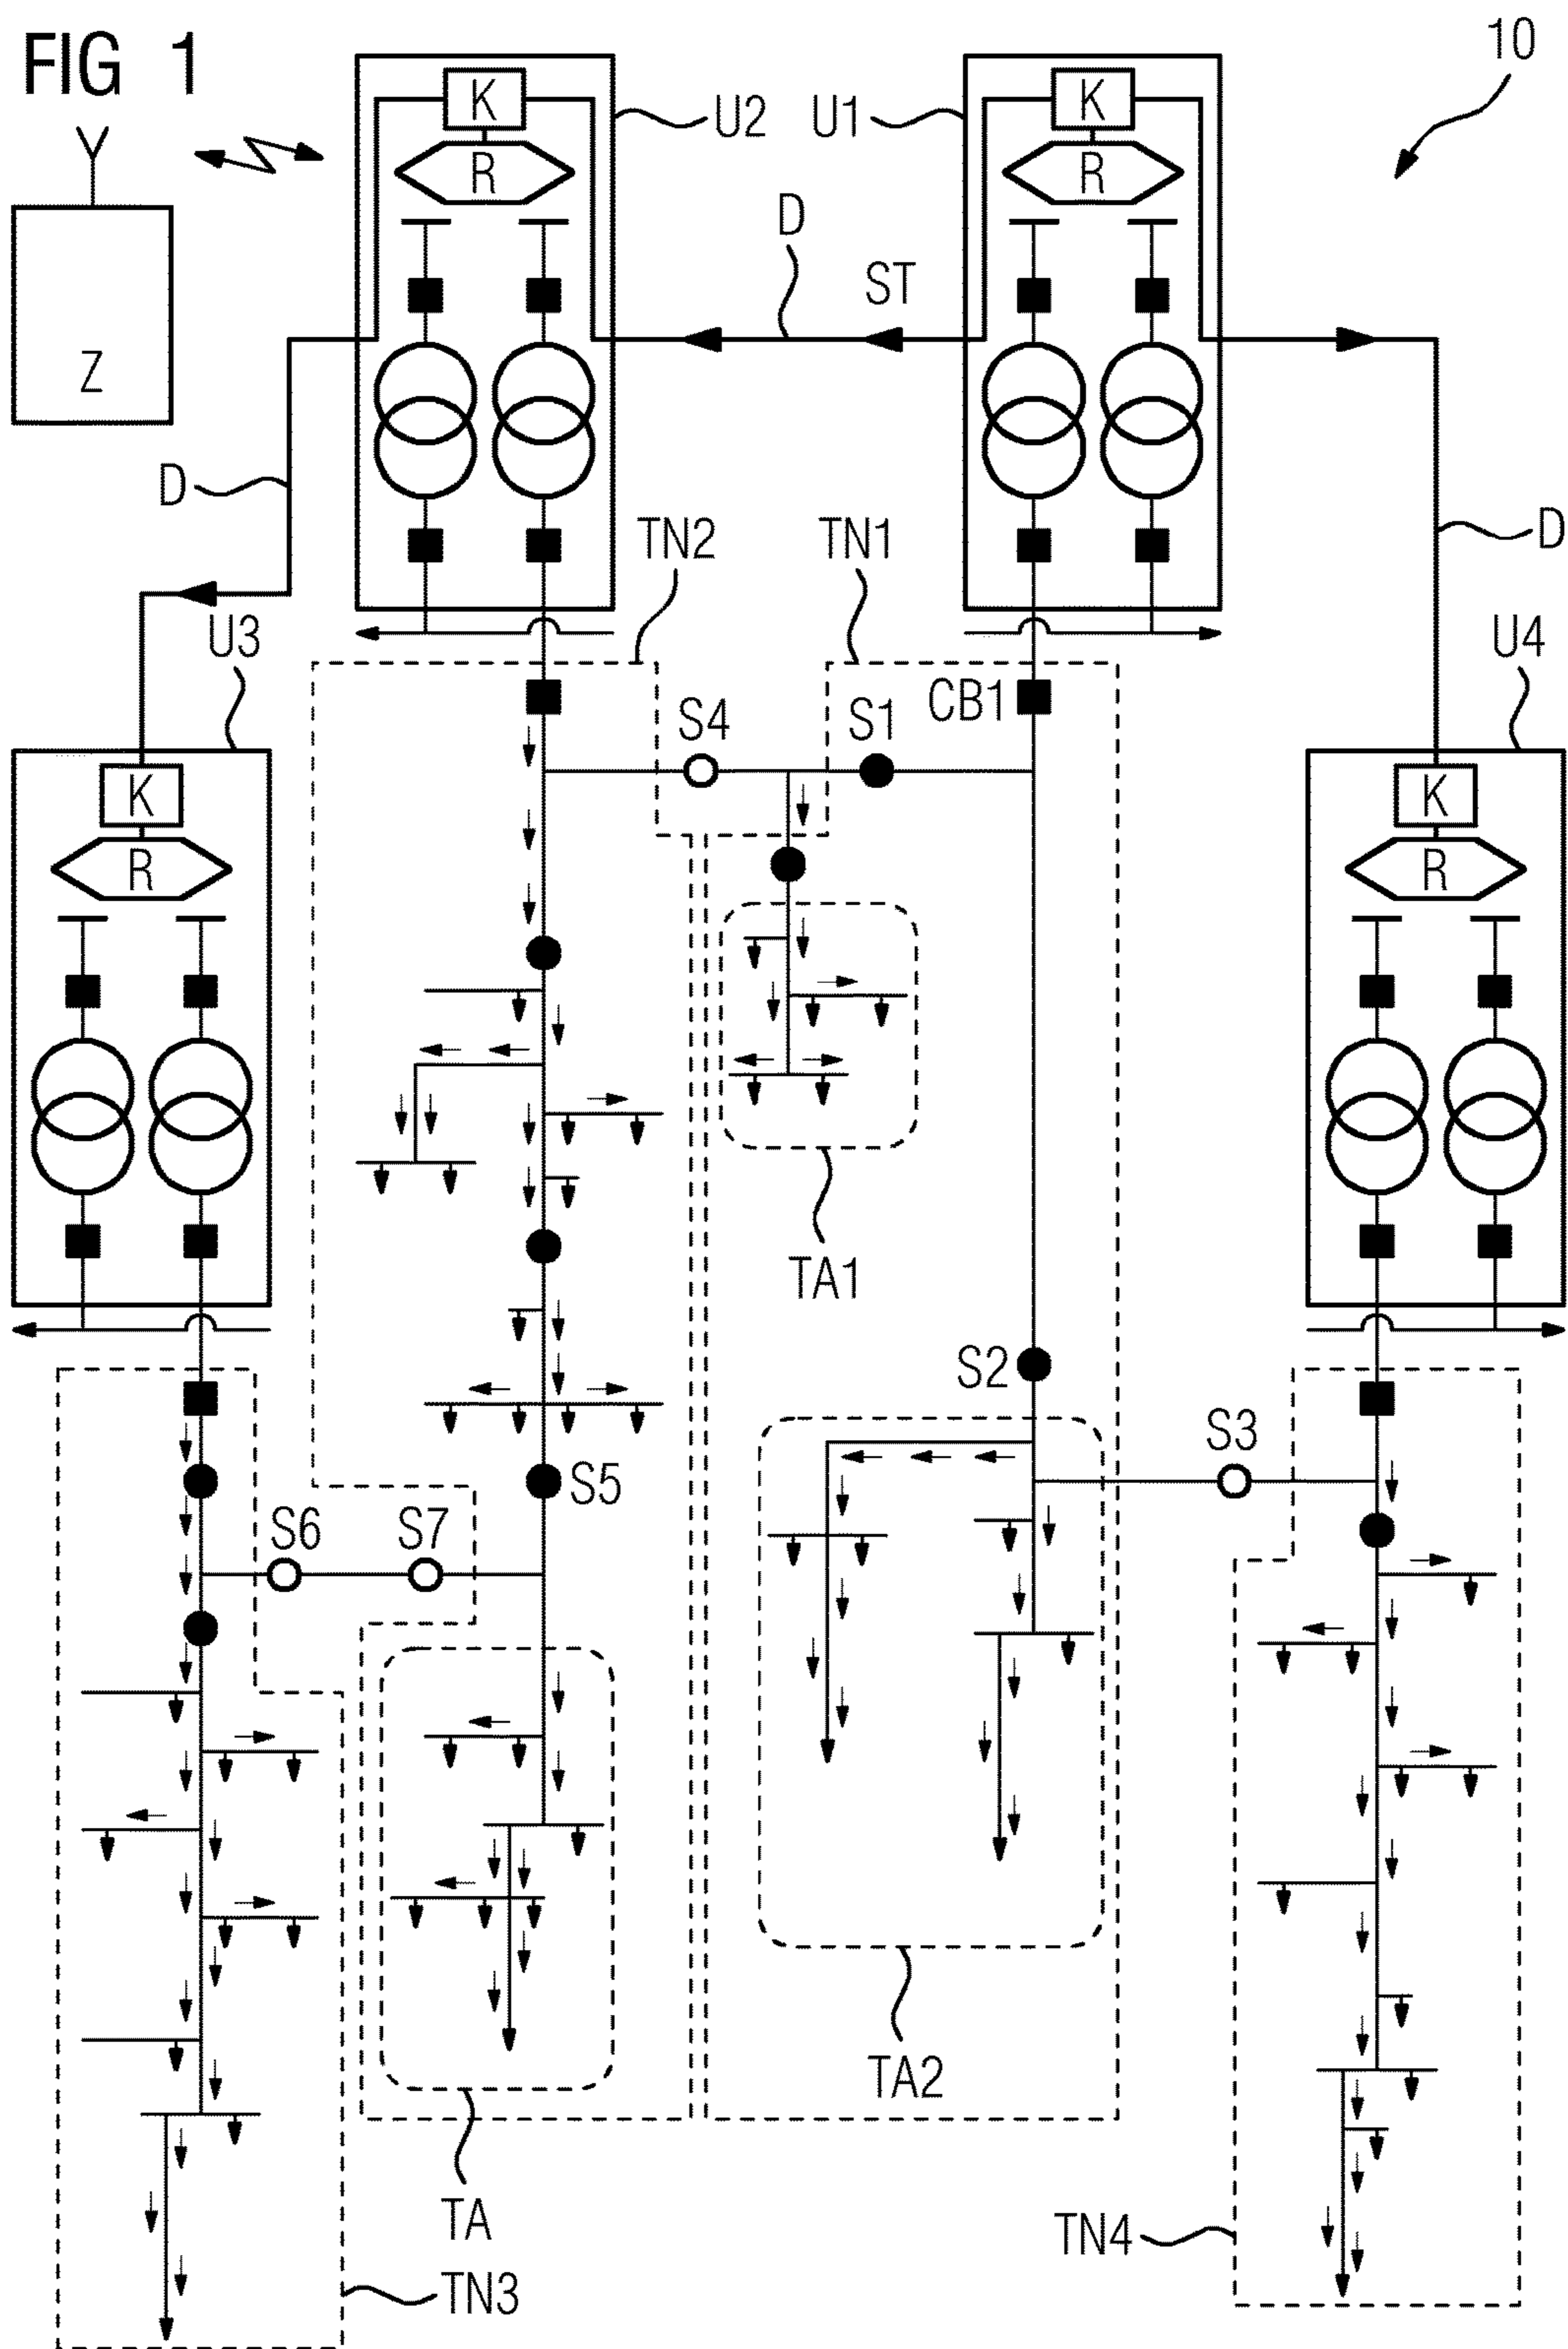 FIG 1
10
K
U2
U1
K
R
R
D
ST
Z
D
TN2
TN1
D
U3
U4
S4
S1
CB1
K
K
R
R
TA1
S2
S3
S5
S6
S7
TA2
TA
TN4
TN3